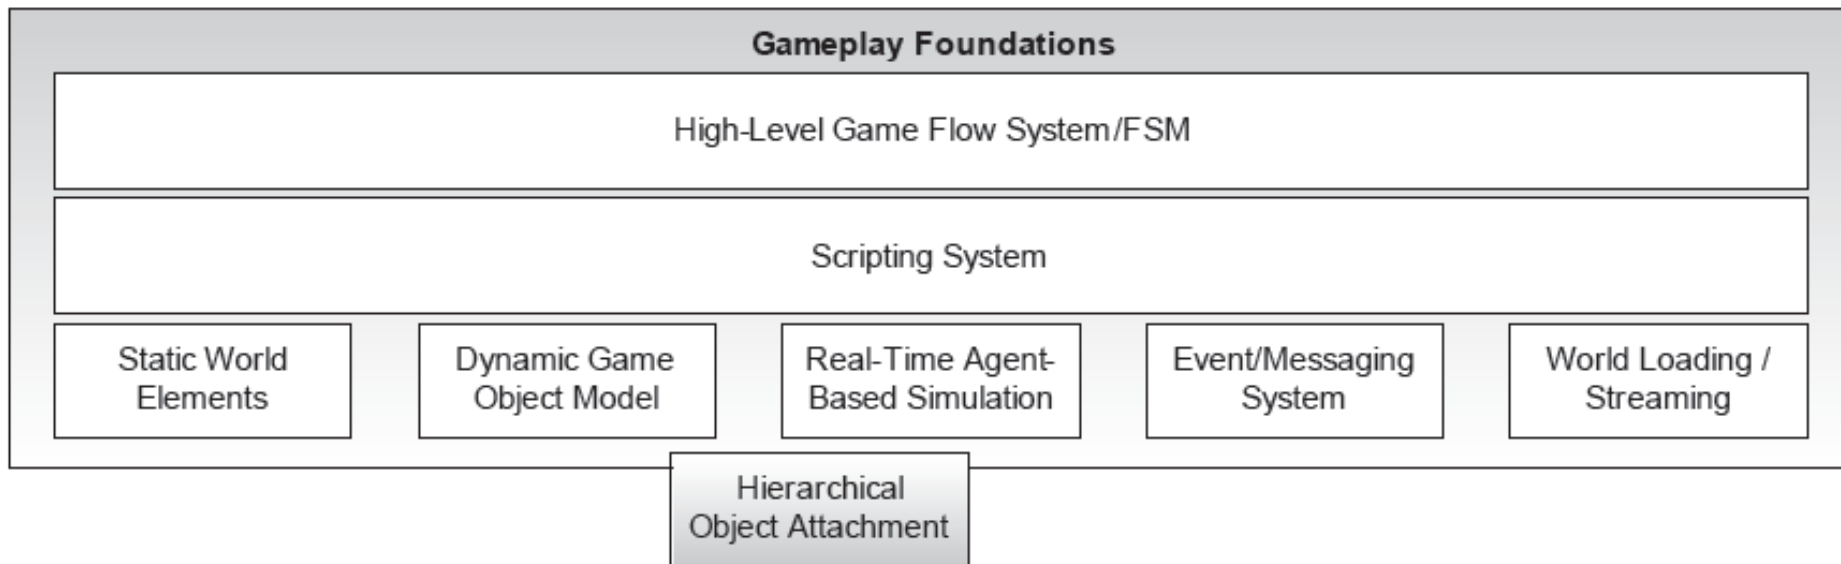 Gameplay Foundations
High-Level Game Flow System/FSM
Scripting System
Static World
Elements
Dynamic Game
Object Model
Real-Time Agent-
Based Simulation
Event/Messaging
System
World Loading /
Streaming
Hierarchical
Object Attachment